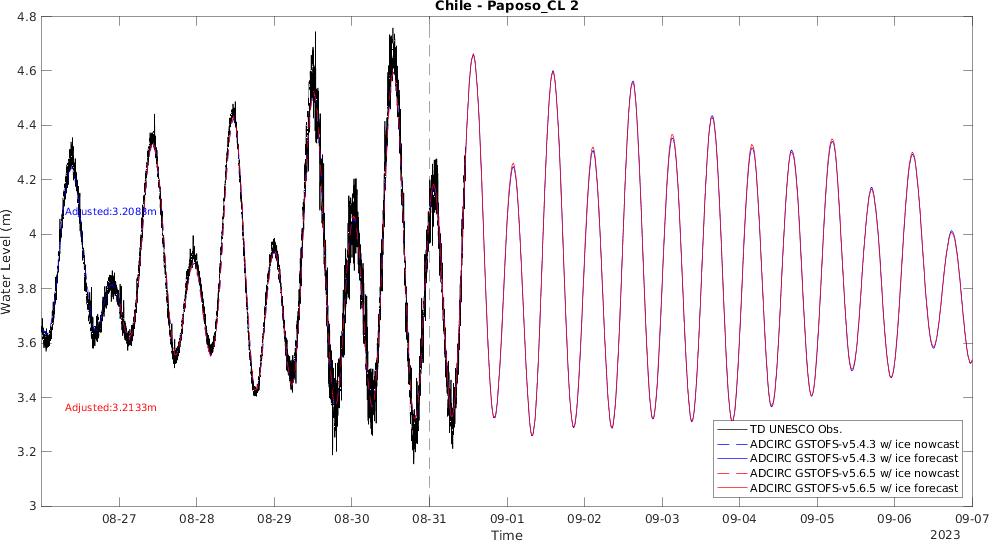 Chile - Paposo_CL 2
4.8
4.6
4.4
4.2
4
3.8
3.6
3.4
3.2
3
Water Level (m)
Adjusted:3.2083m
Adjusted:3.2133m
TD UNESCO Obs.
ADCIRC GSTOFS-v5.4.3 w/ ice nowcast
ADCIRC GSTOFS-v5.4.3 w/ ice forecast
ADCIRC GSTOFS-v5.6.5 w/ ice nowcast
ADCIRC GSTOFS-v5.6.5 w/ ice forecast
08-27 08-28 08-29 08-30 08-31 09-01 09-02 09-03 09-04 09-05 09-06 09-07
Time
2023